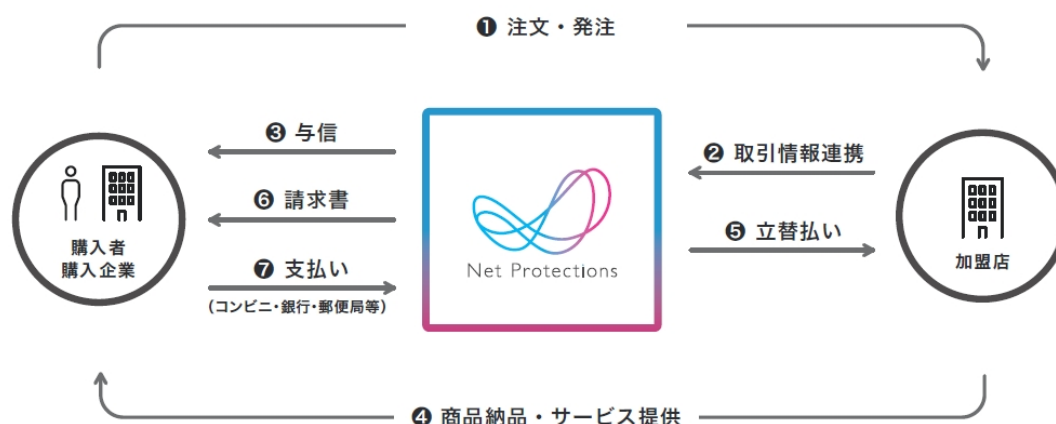 ❶ 注文・発注
❸ 与信
❷ 取引情報連携
❻ 請求書
❺ 立替払い
購入者
購入企業
❼ 支払い
(コンビニ・銀行・郵便局等)
Net Protections
加盟店
❹ 商品納品・サービス提供